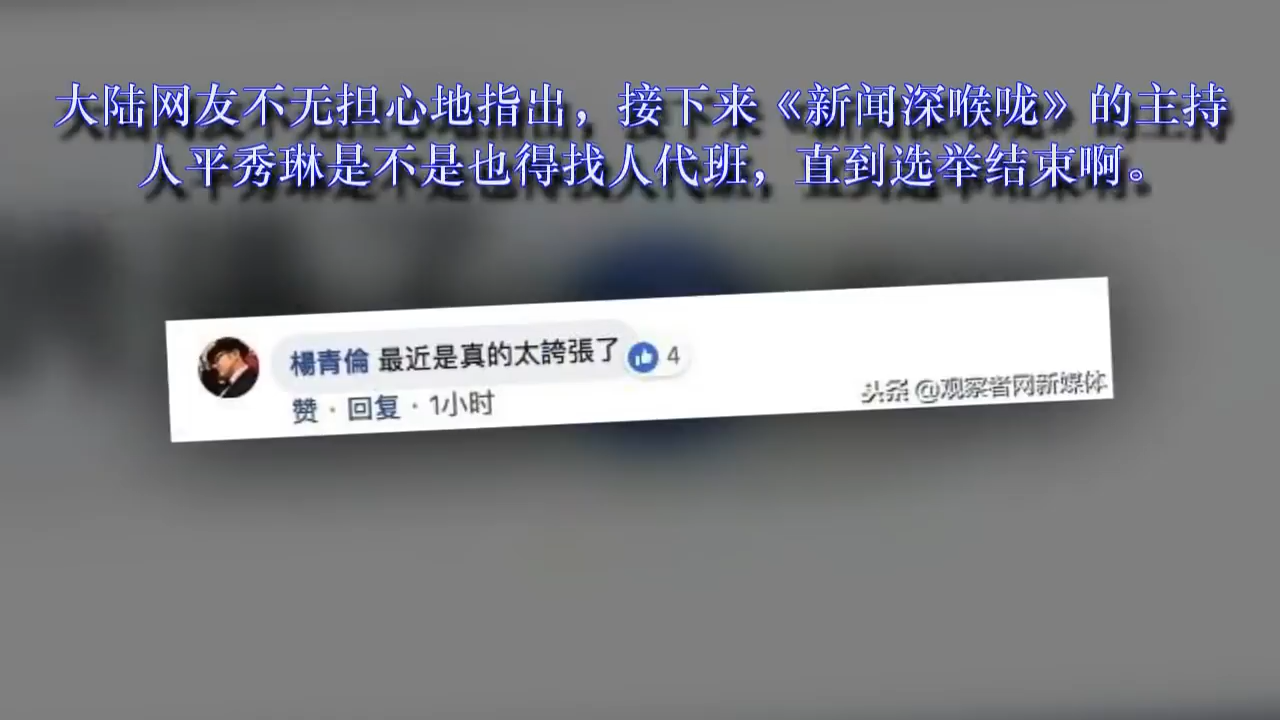 大陆网友不无担心地指出，接下来《新闻深喉咙》的主持
人平秀琳是不是也得找人代班，直到选举结束啊。
楊青倫 最近是真的太誇張了 4
赞 · 回复 · 1小时
头条 @观察者网新媒体